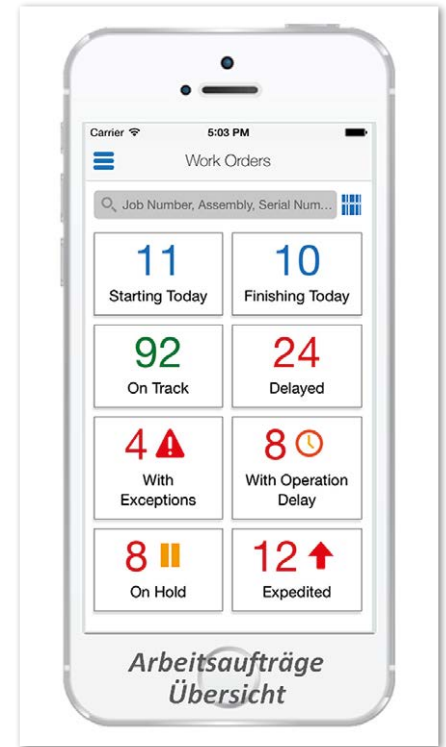 Carrier 5:03 PM
Work Orders
Job Number, Assembly, Serial Num...
11 10
Starting Today Finishing Today
92 24
On Track Delayed
4 8
With With Operation
Exceptions Delay
8 12
On Hold Expedited
Arbeitsaufträge
Übersicht